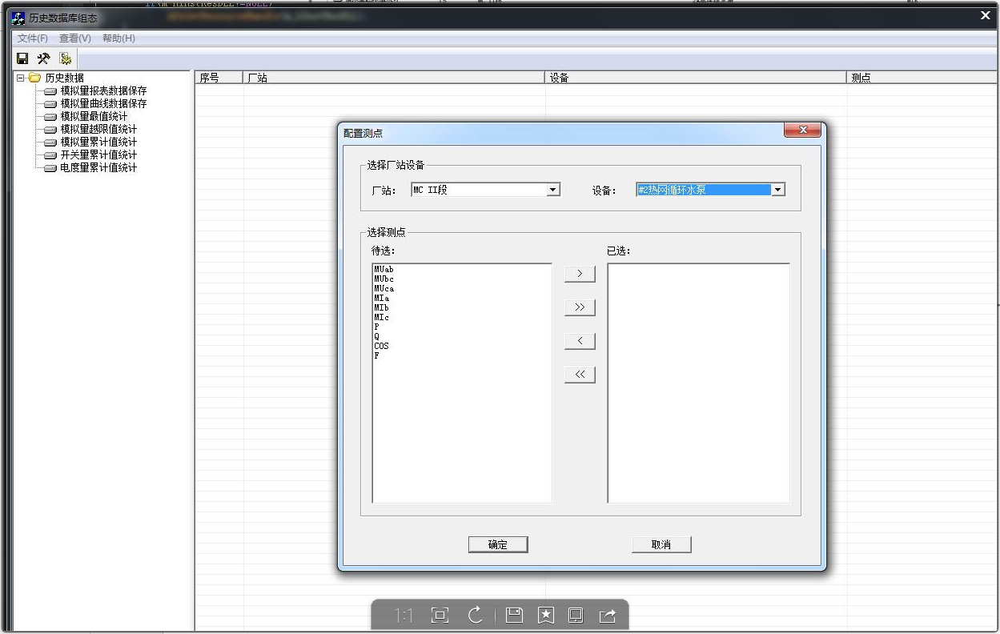 历史数据库组态
文件(F) 查看(V) 帮助(H)
历史数据
模拟量报表数据保存
模拟量曲线数据保存
模拟量最值统计
模拟量越限值统计
模拟量累计值统计
开关量累计值统计
电度量累计值统计
序号 厂站 设备 测点
配置测点
选择厂站设备
厂站: MC II段 设备: #2热网循环水泵
选择测点
待选: 已选:
MUab
MUbc
MUca
MIa
MIb
MIc
P
Q
COS
F
>
>>
<
<<
确定 取消
1:1